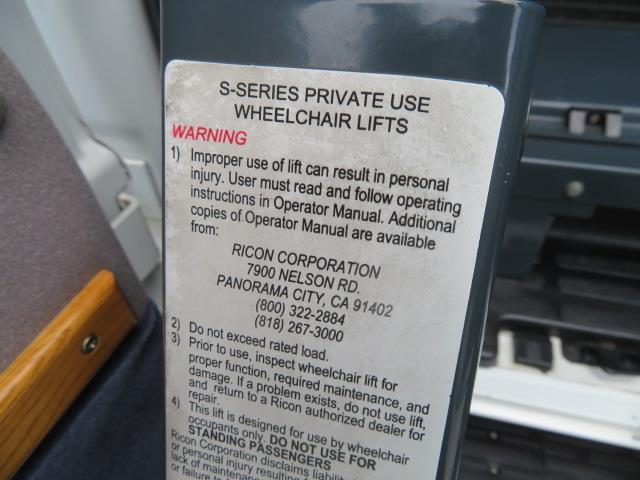 S-SERIES PRIVATE USE
WHEELCHAIR LIFTS
WARNING
1) Improper use of lift can result in personal
injury. User must read and follow operating
instructions in Operator Manual. Additional
copies of Operator Manual are available
from:
RICON CORPORATION
7900 NELSON RD.
PANORAMA CITY, CA 91402
(800) 322-2884
(818) 267-3000
2) Do not exceed rated load.
3) Prior to use, inspect wheelchair lift for
proper function, required maintenance, and
damage. If a problem exists, do not use lift,
and return to a Ricon authorized dealer for
repair.
4) This lift is designed for use by wheelchair
occupants only. DO NOT USE FOR
STANDING PASSENGERS
Ricon Corporation disclaims liability
or personal injury resulting
lack of maintenance
or failure to